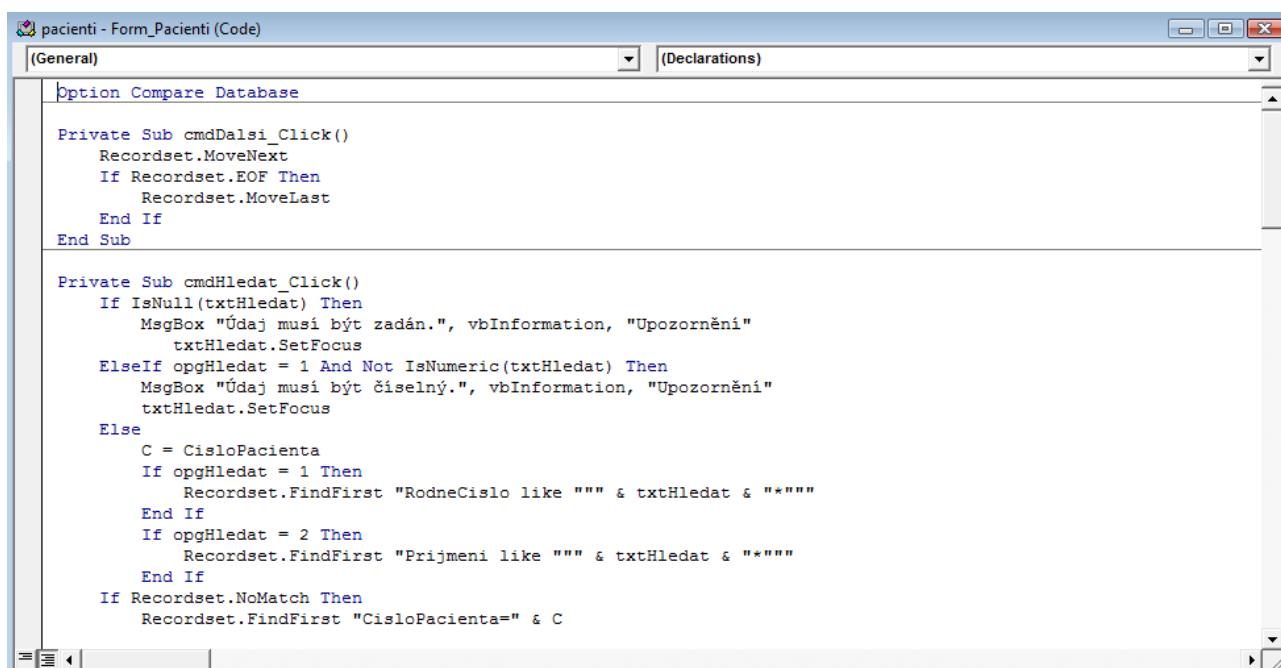 pacienti - Form_Pacienti (Code)
(General) (Declarations)
Option Compare Database
Private Sub cmdDalsi_Click()
Recordset.MoveNext
If Recordset.EOF Then
Recordset.MoveLast
End If
End Sub
Private Sub cmdHledat_Click()
If IsNull(txtHledat) Then
MsgBox "Údaj musí být zadán.", vbInformation, "Upozornění"
txtHledat.SetFocus
ElseIf opgHledat = 1 And Not IsNumeric(txtHledat) Then
MsgBox "Údaj musí být číselný.", vbInformation, "Upozornění"
txtHledat.SetFocus
Else
C = CisloPacienta
If opgHledat = 1 Then
Recordset.FindFirst "RodneCislo like """ & txtHledat & "*"""
End If
If opgHledat = 2 Then
Recordset.FindFirst "Prijmeni like """ & txtHledat & "*"""
End If
If Recordset.NoMatch Then
Recordset.FindFirst "CisloPacienta=" & C